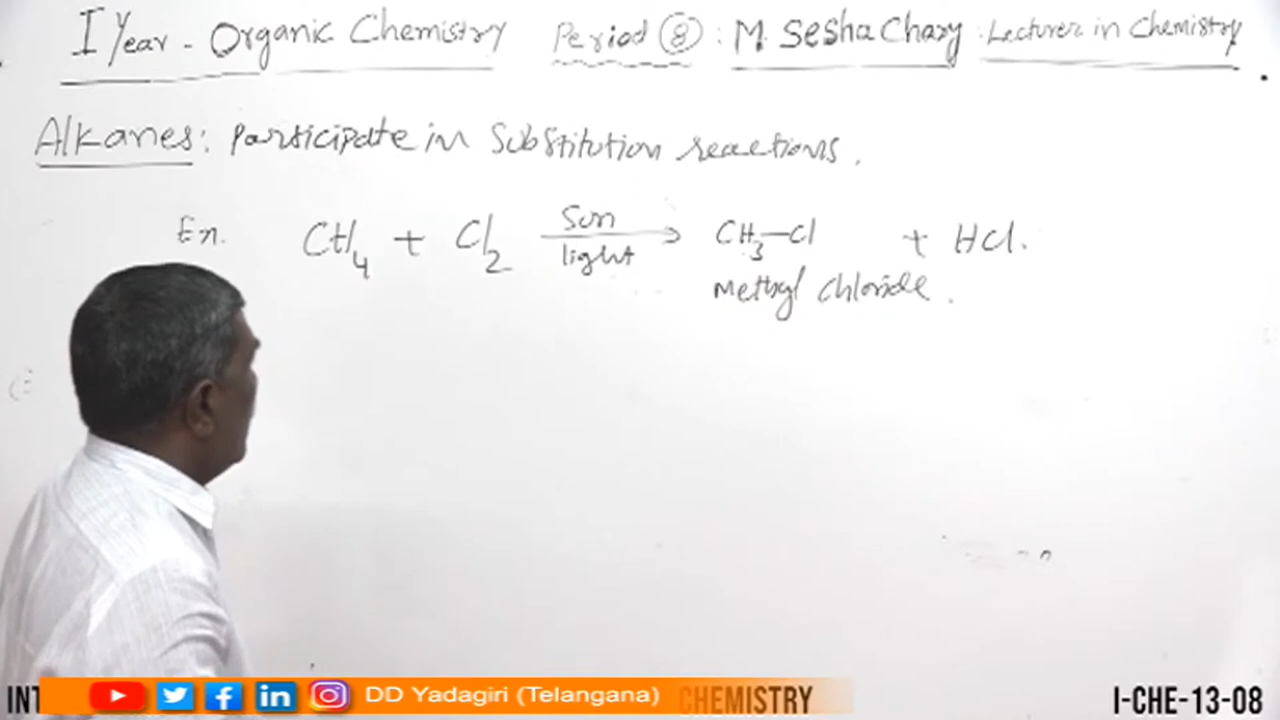 I Year - Organic Chemistry Period ⑧ : M. Sesha Chary Lecturer in Chemistry
Alkanes: Participate in Substitution reactions.
Ex. CH4 + Cl2 Sun light → CH3-Cl + HCl.
Methyl chloride.
INT DD Yadagiri (Telangana) CHEMISTRY I-CHE-13-08